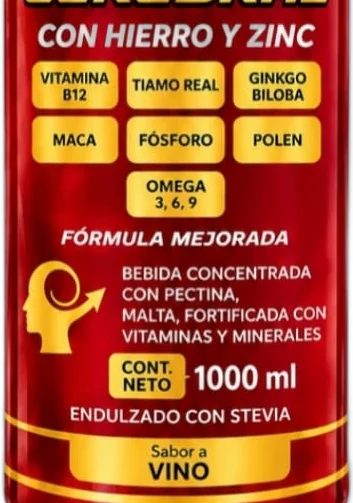 CON HIERRO Y ZINC
VITAMINA
B12
TIAMO REAL
GINKGO
BILOBA
MACA
FÓSFORO
POLEN
OMEGA
3, 6, 9
FÓRMULA MEJORADA
BEBIDA CONCENTRADA
CON PECTINA,
MALTA, FORTIFICADA CON
VITAMINAS Y MINERALES
CONT.
NETO
1000 ml
ENDULZADO CON STEVIA
Sabor a
VINO